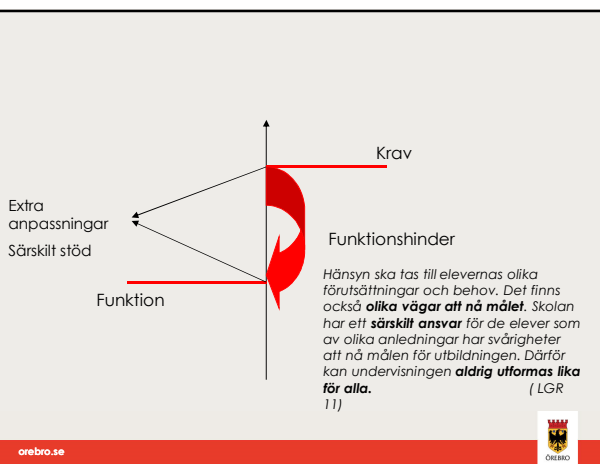 Krav
Extra
anpassningar
Särskilt stöd
Funktionshinder
Funktion
Hänsyn ska tas till elevernas olika
förutsättningar och behov. Det finns
också olika vägar att nå målet. Skolan
har ett särskilt ansvar för de elever som
av olika anledningar har svårigheter
att nå målen för utbildningen. Därför
kan undervisningen aldrig utformas lika
för alla. ( LGR
11)
orebro.se
ÖREBRO